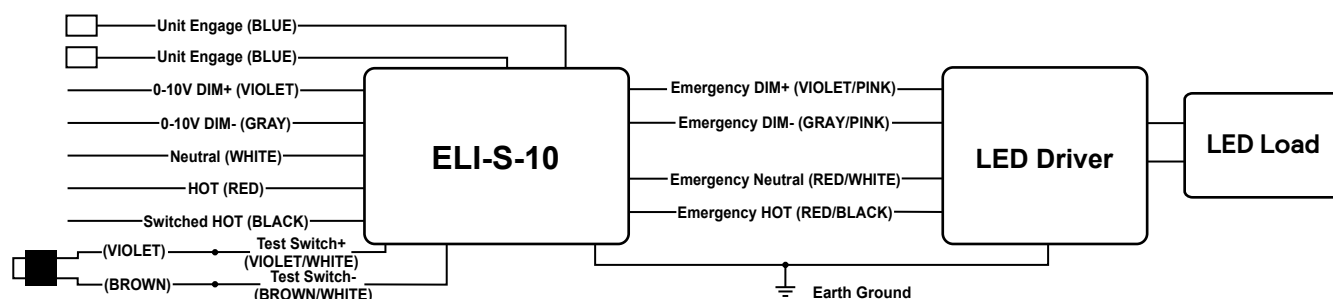 Unit Engage (BLUE)
Unit Engage (BLUE)
0-10V DIM+ (VIOLET)
0-10V DIM- (GRAY)
Neutral (WHITE)
HOT (RED)
Switched HOT (BLACK)
(VIOLET)
Test Switch+
(VIOLET/WHITE)
(BROWN)
Test Switch-
(BROWN/WHITE)
ELI-S-10
Emergency DIM+ (VIOLET/PINK)
Emergency DIM- (GRAY/PINK)
Emergency Neutral (RED/WHITE)
Emergency HOT (RED/BLACK)
Earth Ground
LED Driver
LED Load